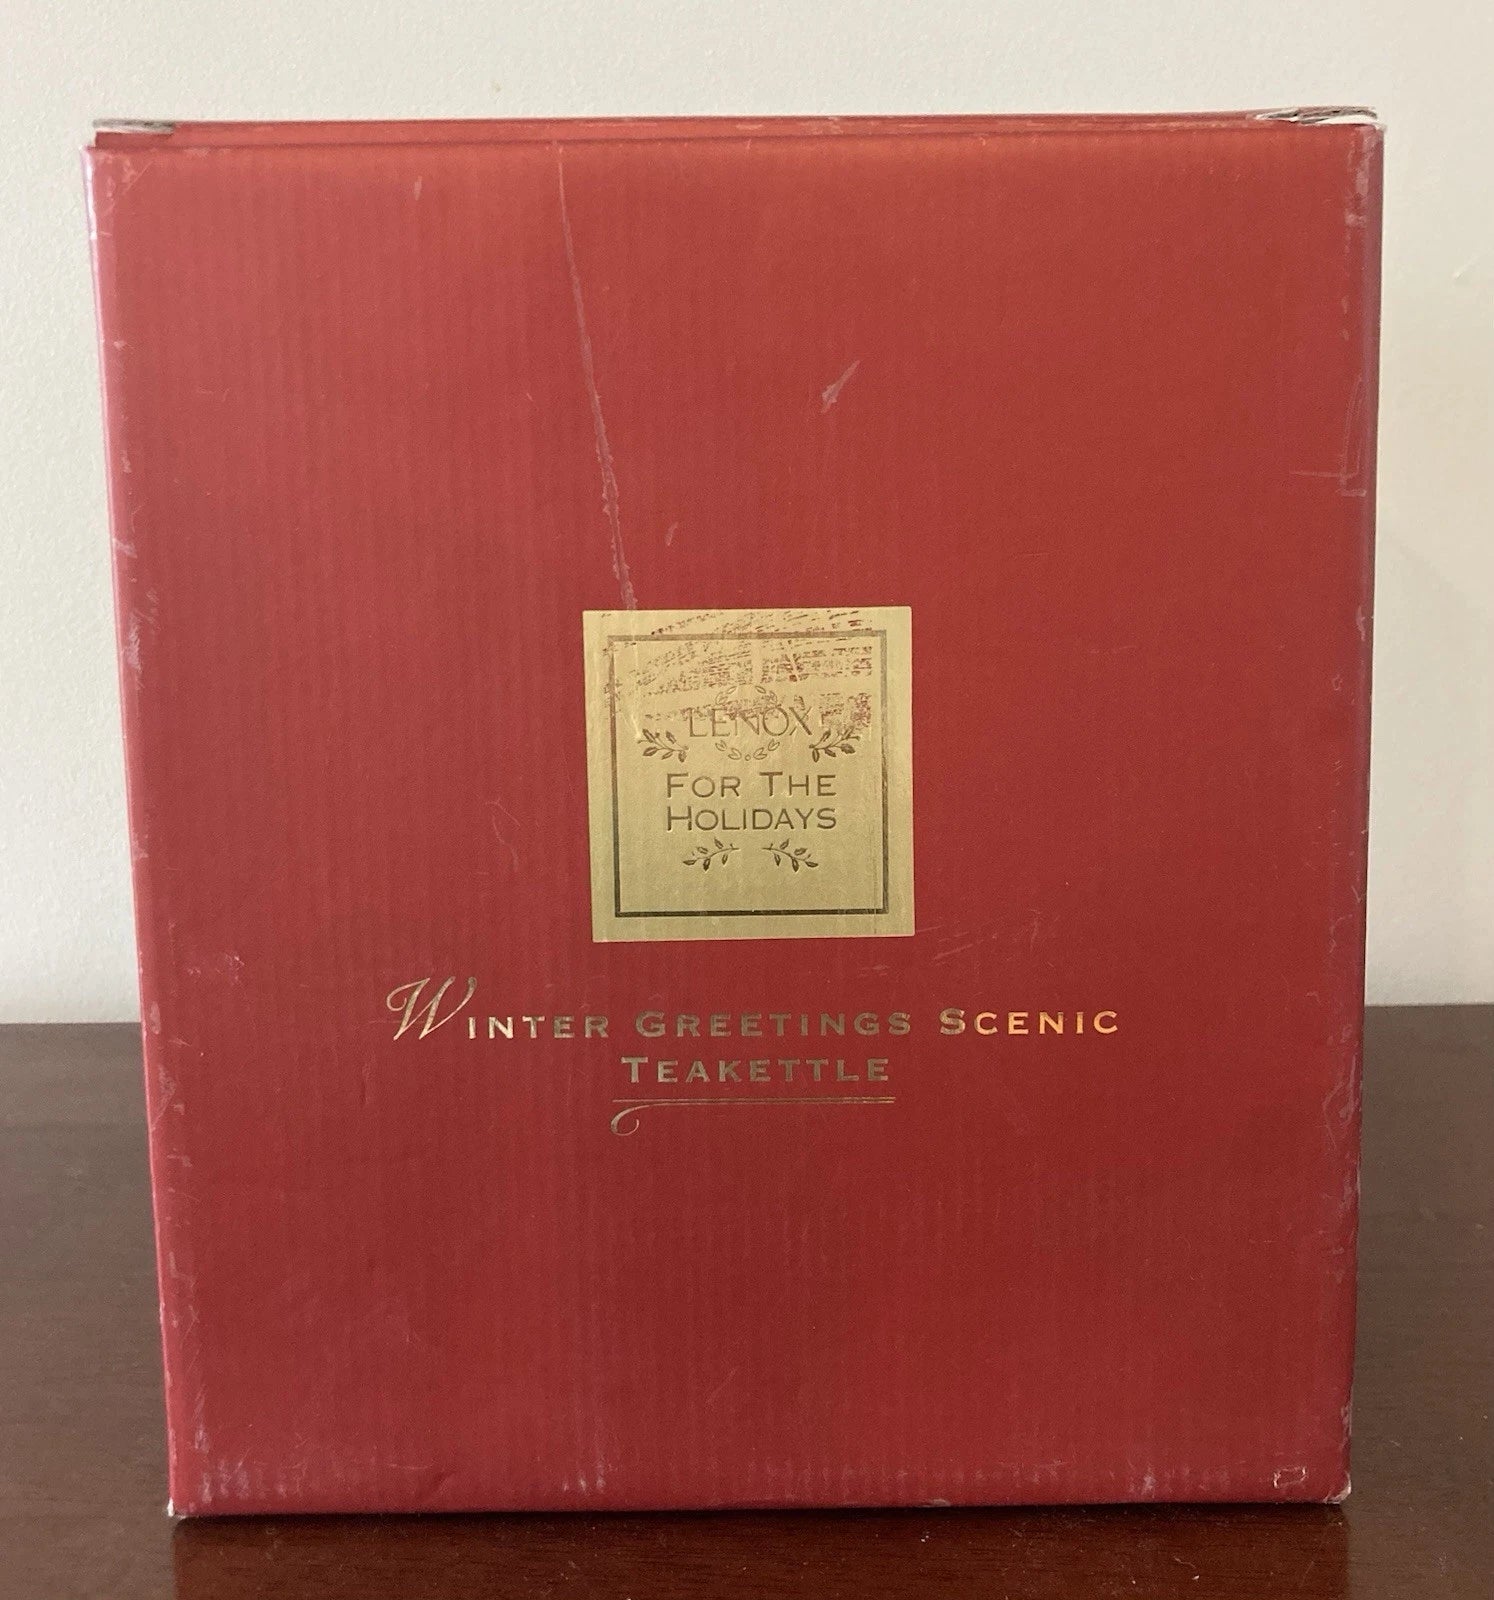 LENOX
FOR THE
HOLIDAYS
WINTER GREETINGS SCENIC
TEAKETTLE